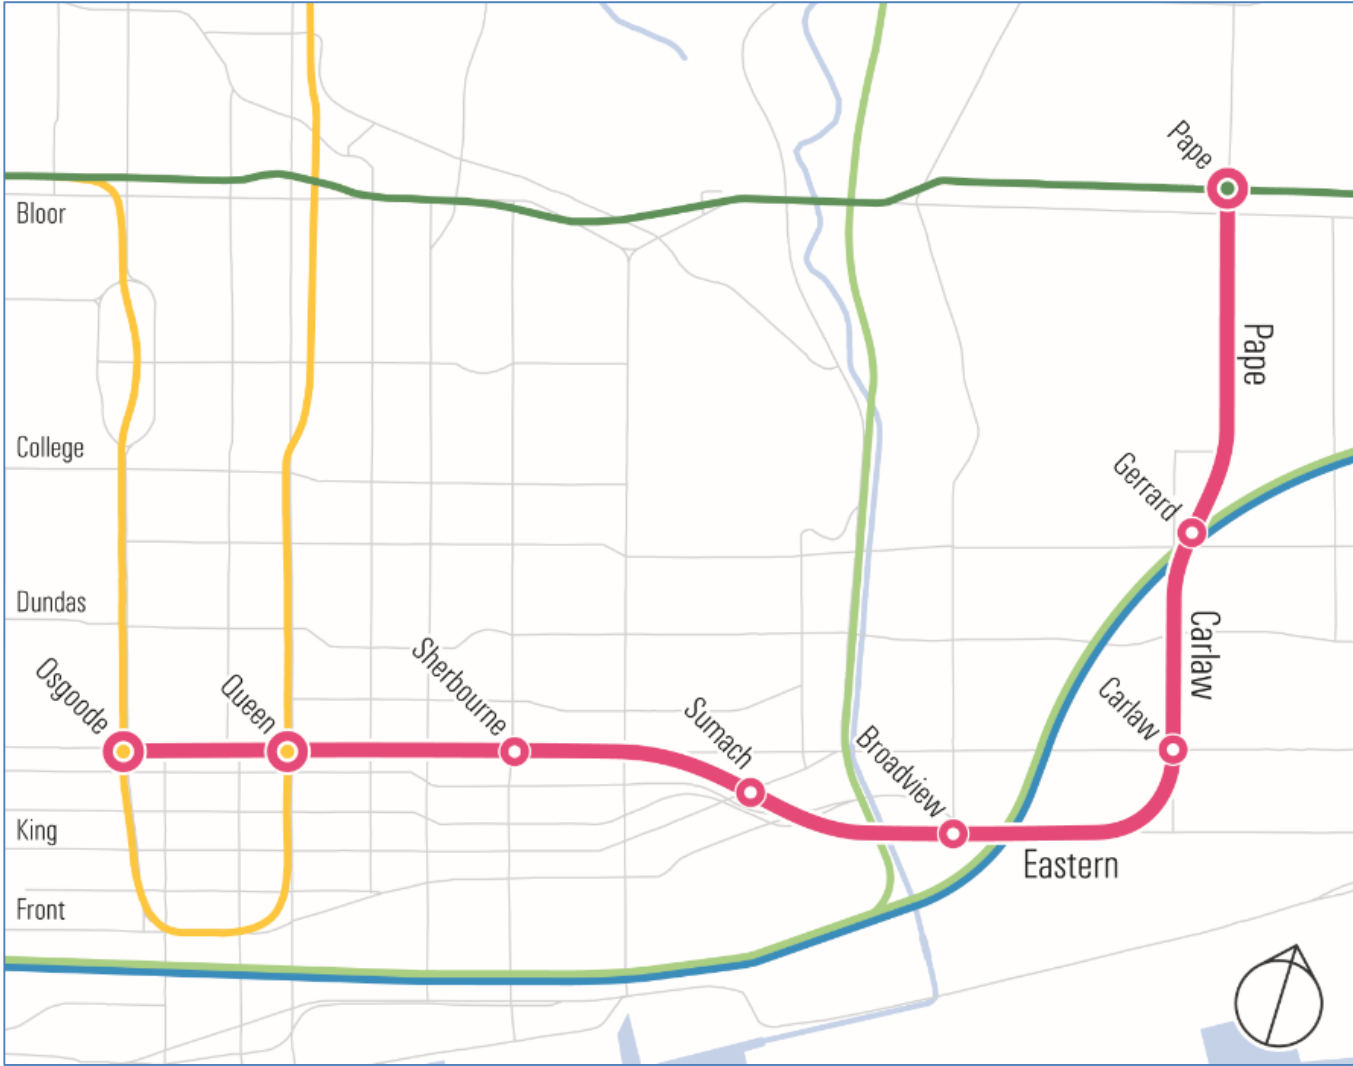 Pape
Bloor
Pape
College
Gerrard
Dundas
Carlaw
Sherbourne
Osgoode
Queen
Carlaw
Sumach
Broadview
King
Eastern
Front